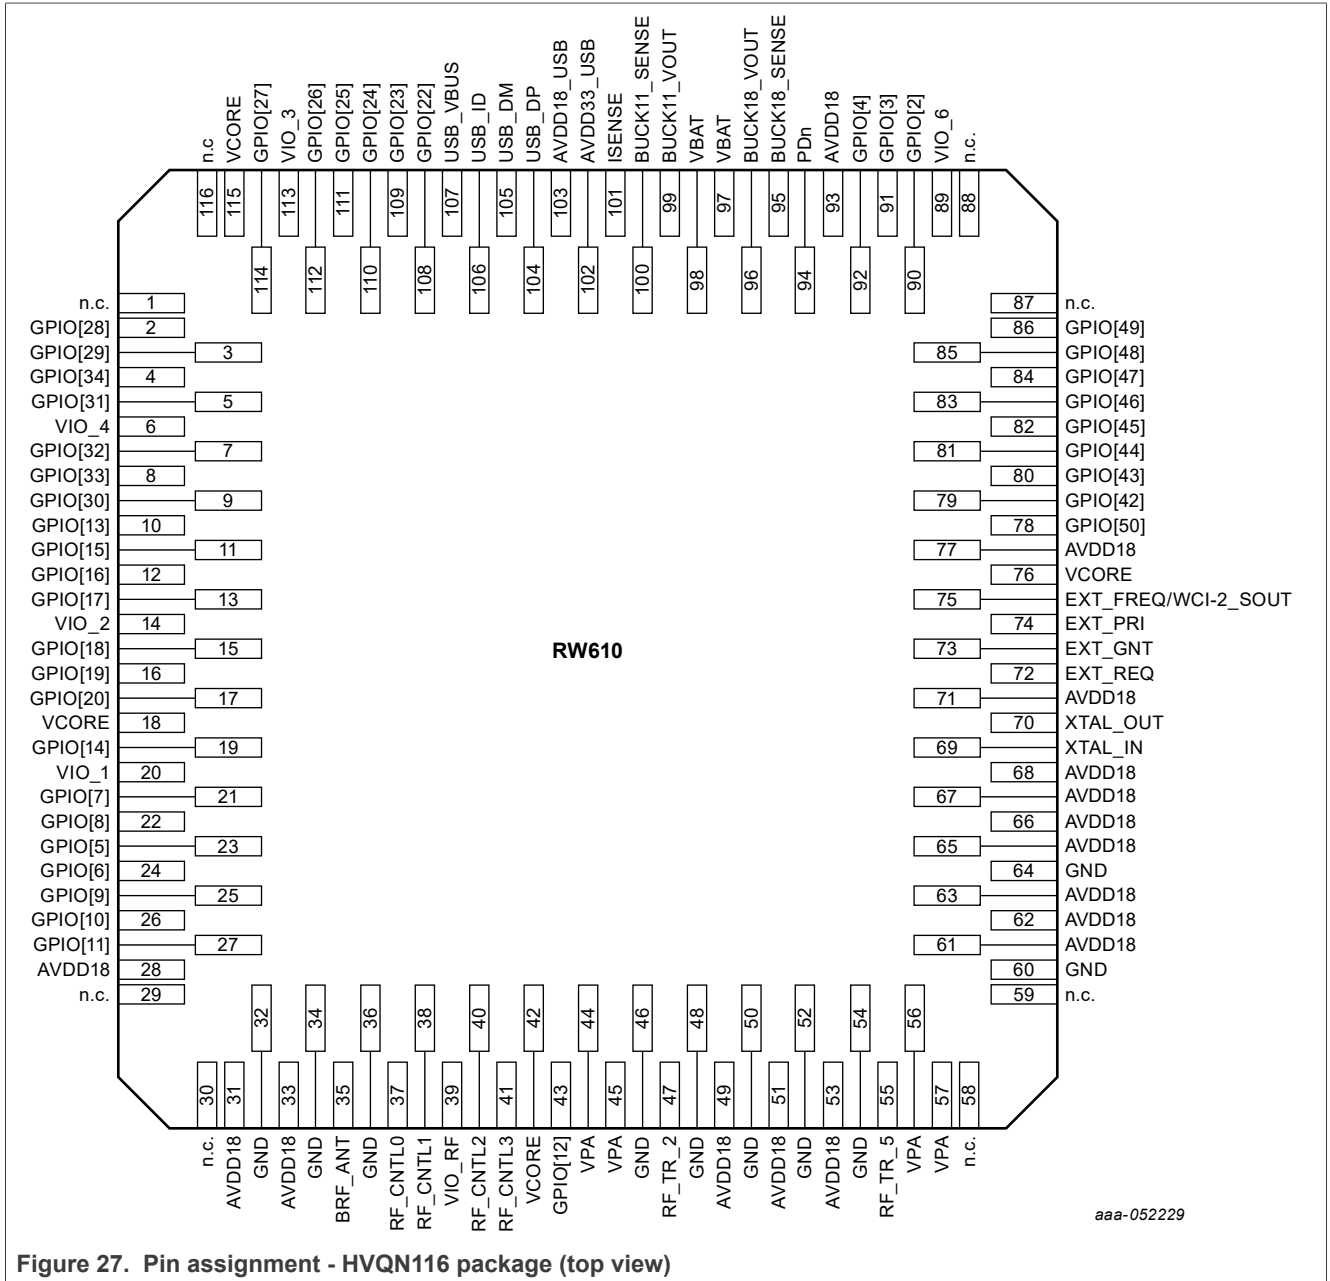 n.c
VCORE
GPIO[27]
VIO_3
GPIO[26]
GPIO[25]
GPIO[24]
GPIO[23]
GPIO[22]
USB_VBUS
USB_ID
USB_DM
USB_DP
AVDD18_USB
AVDD33_USB
ISENSE
BUCK11_SENSE
BUCK11_VOUT
VBAT
VBAT
BUCK18_VOUT
BUCK18_SENSE
PDn
AVDD18
GPIO[4]
GPIO[3]
GPIO[2]
VIO_6
n.c.
116
115
114
113
112
111
110
109
108
107
106
105
104
103
102
101
100
99
98
97
96
95
94
93
92
91
90
89
88
n.c. 1
GPIO[28] 2
GPIO[29] 3
GPIO[34] 4
GPIO[31] 5
VIO_4 6
GPIO[32] 7
GPIO[33] 8
GPIO[30] 9
GPIO[13] 10
GPIO[15] 11
GPIO[16] 12
GPIO[17] 13
VIO_2 14
GPIO[18] 15
GPIO[19] 16
GPIO[20] 17
VCORE 18
GPIO[14] 19
VIO_1 20
GPIO[7] 21
GPIO[8] 22
GPIO[5] 23
GPIO[6] 24
GPIO[9] 25
GPIO[10] 26
GPIO[11] 27
AVDD18 28
n.c. 29
RW610
87 n.c.
86 GPIO[49]
85 GPIO[48]
84 GPIO[47]
83 GPIO[46]
82 GPIO[45]
81 GPIO[44]
80 GPIO[43]
79 GPIO[42]
78 GPIO[50]
77 AVDD18
76 VCORE
75 EXT_FREQ/WCI-2_SOUT
74 EXT_PRI
73 EXT_GNT
72 EXT_REQ
71 AVDD18
70 XTAL_OUT
69 XTAL_IN
68 AVDD18
67 AVDD18
66 AVDD18
65 AVDD18
64 GND
63 AVDD18
62 AVDD18
61 AVDD18
60 GND
59 n.c.
30
31
32
33
34
35
36
37
38
39
40
41
42
43
44
45
46
47
48
49
50
51
52
53
54
55
56
57
58
n.c.
AVDD18
GND
AVDD18
GND
BRF_ANT
GND
RF_CNTL0
RF_CNTL1
VIO_RF
RF_CNTL2
RF_CNTL3
VCORE
GPIO[12]
VPA
VPA
GND
RF_TR_2
GND
AVDD18
GND
AVDD18
GND
AVDD18
GND
RF_TR_5
VPA
VPA
n.c.
aaa-052229
Figure 27. Pin assignment - HVQN116 package (top view)